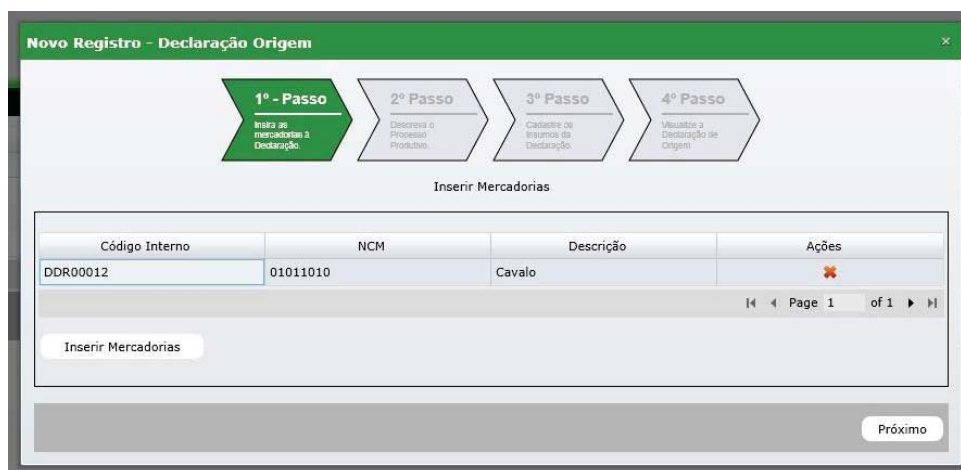 Novo Registro - Declaração Origem
1º - Passo
Insira as
mercadorias à
Declaração.
2º Passo
Descreva o
Processo
Produtivo.
3º Passo
Cadastre os
Insumos da
Declaração.
4º Passo
Visualize a
Declaração de
Origem
Inserir Mercadorias
Código Interno NCM Descrição Ações
DDR00012 01011010 Cavalo
Page 1 of 1
Inserir Mercadorias
Próximo